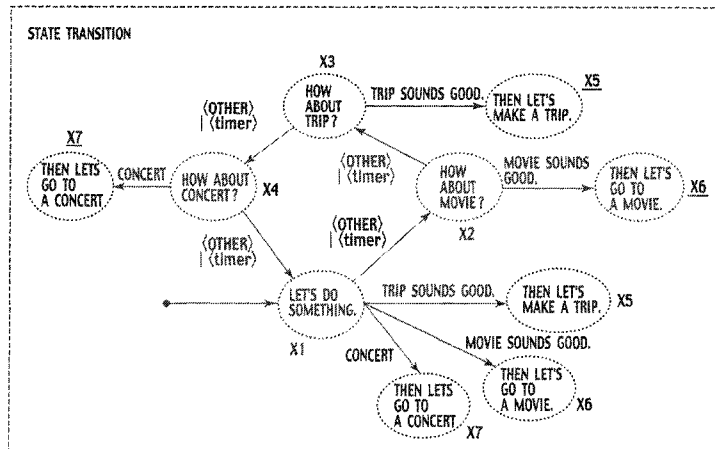 STATE TRANSITION
X3
HOW
ABOUT
TRIP?
TRIP SOUNDS GOOD.
X5
THEN LET'S
MAKE A TRIP.
⟨OTHER⟩
| ⟨timer⟩
X7
THEN LETS
GO TO
A CONCERT.
CONCERT
HOW ABOUT
CONCERT?
X4
⟨OTHER⟩
| ⟨timer⟩
HOW
ABOUT
MOVIE?
X2
MOVIE SOUNDS
GOOD.
THEN LET'S
GO TO
A MOVIE.
X6
⟨OTHER⟩
| ⟨timer⟩
⟨OTHER⟩
| ⟨timer⟩
LET'S DO
SOMETHING.
X1
TRIP SOUNDS GOOD.
THEN LET'S
MAKE A TRIP.
X5
MOVIE SOUNDS GOOD.
CONCERT
THEN LET'S
GO TO
A MOVIE.
X6
THEN LETS
GO TO
A CONCERT
X7